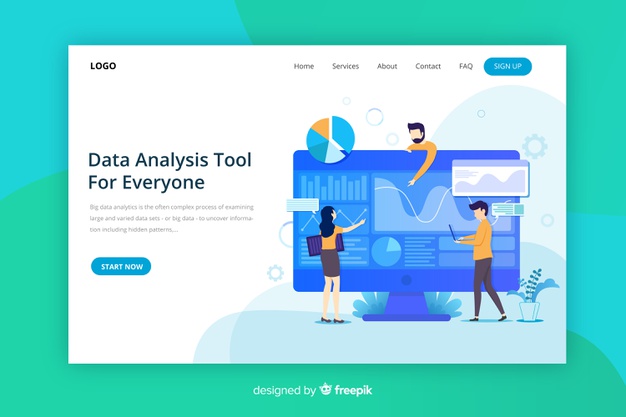 LOGO
Home Services About Contact FAQ SIGN UP
Data Analysis Tool
For Everyone
Big data analytics is the often complex process of examining
large and varied data sets - or big data - to uncover informa-
tion including hidden patterns,...
START NOW
designed by freepik